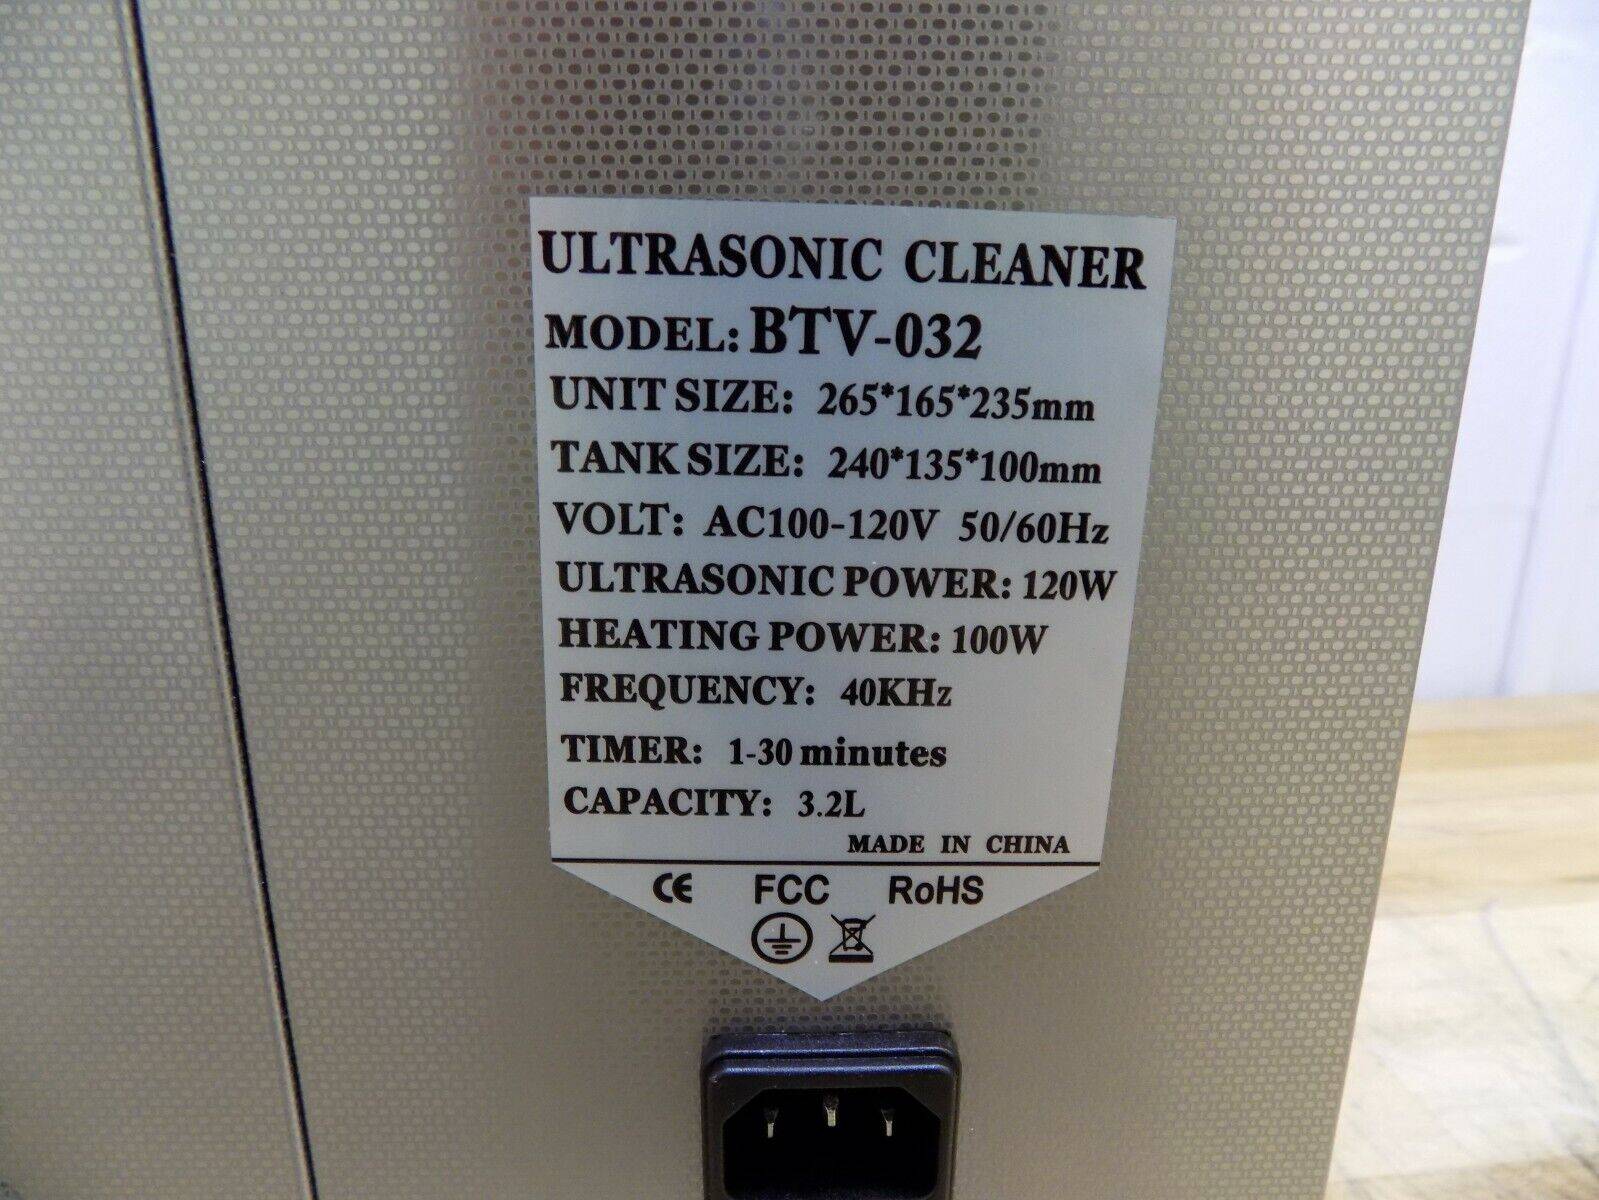 ULTRASONIC CLEANER
MODEL: BTV-032
UNIT SIZE: 265*165*235mm
TANK SIZE: 240*135*100mm
VOLT: AC100-120V 50/60Hz
ULTRASONIC POWER: 120W
HEATING POWER: 100W
FREQUENCY: 40KHz
TIMER: 1-30 minutes
CAPACITY: 3.2L
MADE IN CHINA
CE FCC RoHS